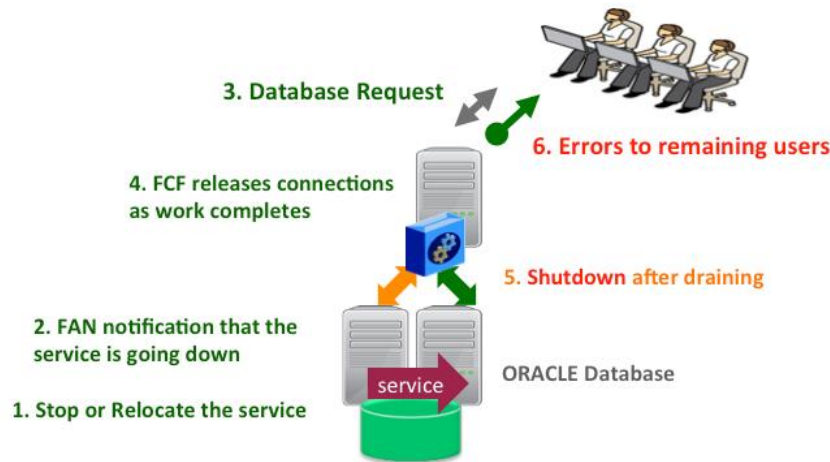 3. Database Request
6. Errors to remaining users
4. FCF releases connections
as work completes
5. Shutdown after draining
2. FAN notification that the
service is going down
service
ORACLE Database
1. Stop or Relocate the service